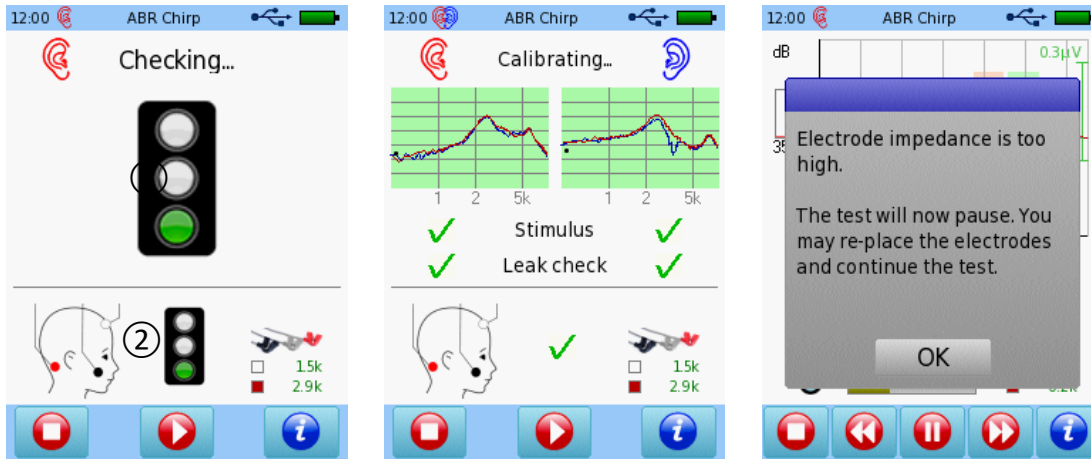 12:00 ABR Chirp
Checking...
②
1.5k
2.9k
12:00 ABR Chirp
Calibrating...
1 2 5k 1 2 5k
Stimulus
Leak check
1.5k
2.9k
i
12:00 ABR Chirp
dB 0.3µV
35
Electrode impedance is too
high.
The test will now pause. You
may re-place the electrodes
and continue the test.
OK
i